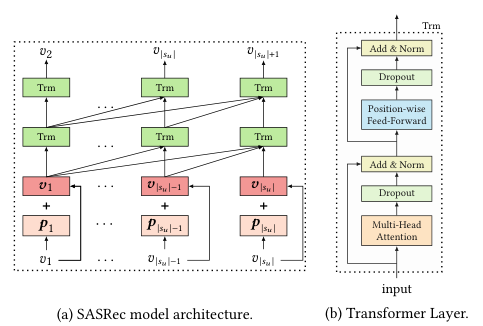 v₂ v|sᵤ| v|sᵤ|+1
Trm Trm Trm
. . .
Trm Trm Trm
. . .
𝒗₁ . . . 𝒗|sᵤ|−1 𝒗|sᵤ|
+ + +
𝒑₁ . . . 𝒑|sᵤ|−1 𝒑|sᵤ|
v₁ . . . v|sᵤ|−1 v|sᵤ|
(a) SASRec model architecture.
Trm
Add & Norm
Dropout
Position-wise
Feed-Forward
Add & Norm
Dropout
Multi-Head
Attention
input
(b) Transformer Layer.